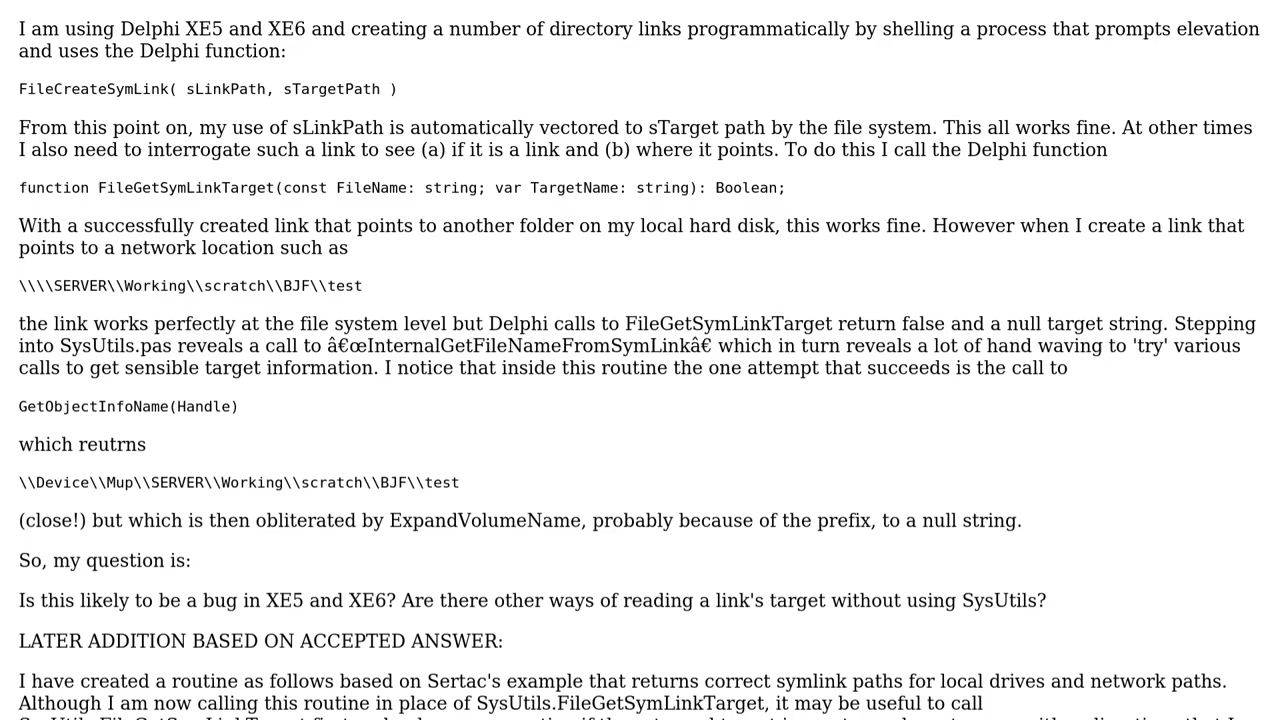 I am using Delphi XE5 and XE6 and creating a number of directory links programmatically by shelling a process that prompts elevation
and uses the Delphi function:
FileCreateSymLink( sLinkPath, sTargetPath )
From this point on, my use of sLinkPath is automatically vectored to sTarget path by the file system. This all works fine. At other times
I also need to interrogate such a link to see (a) if it is a link and (b) where it points. To do this I call the Delphi function
function FileGetSymLinkTarget(const FileName: string; var TargetName: string): Boolean;
With a successfully created link that points to another folder on my local hard disk, this works fine. However when I create a link that
points to a network location such as
\\\\SERVER\\Working\\scratch\\BJF\\test
the link works perfectly at the file system level but Delphi calls to FileGetSymLinkTarget return false and a null target string. Stepping
into SysUtils.pas reveals a call to â€œInternalGetFileNameFromSymLinkâ€ which in turn reveals a lot of hand waving to 'try' various
calls to get sensible target information. I notice that inside this routine the one attempt that succeeds is the call to
GetObjectInfoName(Handle)
which reutrns
\\Device\\Mup\\SERVER\\Working\\scratch\\BJF\\test
(close!) but which is then obliterated by ExpandVolumeName, probably because of the prefix, to a null string.
So, my question is:
Is this likely to be a bug in XE5 and XE6? Are there other ways of reading a link's target without using SysUtils?
LATER ADDITION BASED ON ACCEPTED ANSWER:
I have created a routine as follows based on Sertac's example that returns correct symlink paths for local drives and network paths.
Although I am now calling this routine in place of SysUtils.FileGetSymLinkTarget, it may be useful to call